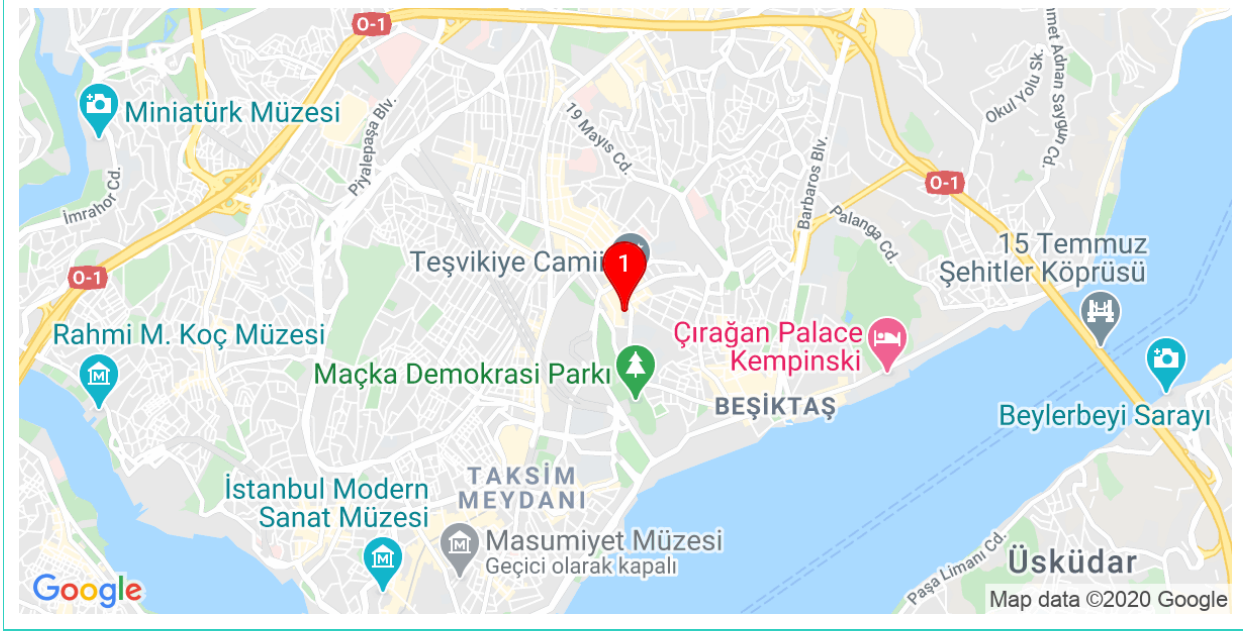 O-1
Miniatürk Müzesi
Piyalepaşa Blv.
19 Mayıs Cd.
Barbaros Blv.
Okul Yolu Sk.
Adnan Saygun Cd.
İmrahor Cd.
O-1
Palanga Cd.
Teşvikiye Camii
1
15 Temmuz
Şehitler Köprüsü
O-1
Rahmi M. Koç Müzesi
Çırağan Palace
Kempinski
Maçka Demokrasi Parkı
BEŞİKTAŞ
Beylerbeyi Sarayı
TAKSİM
MEYDANI
İstanbul Modern
Sanat Müzesi
Masumiyet Müzesi
Geçici olarak kapalı
Paşa Limanı Cd.
Üsküdar
Google
Map data ©2020 Google